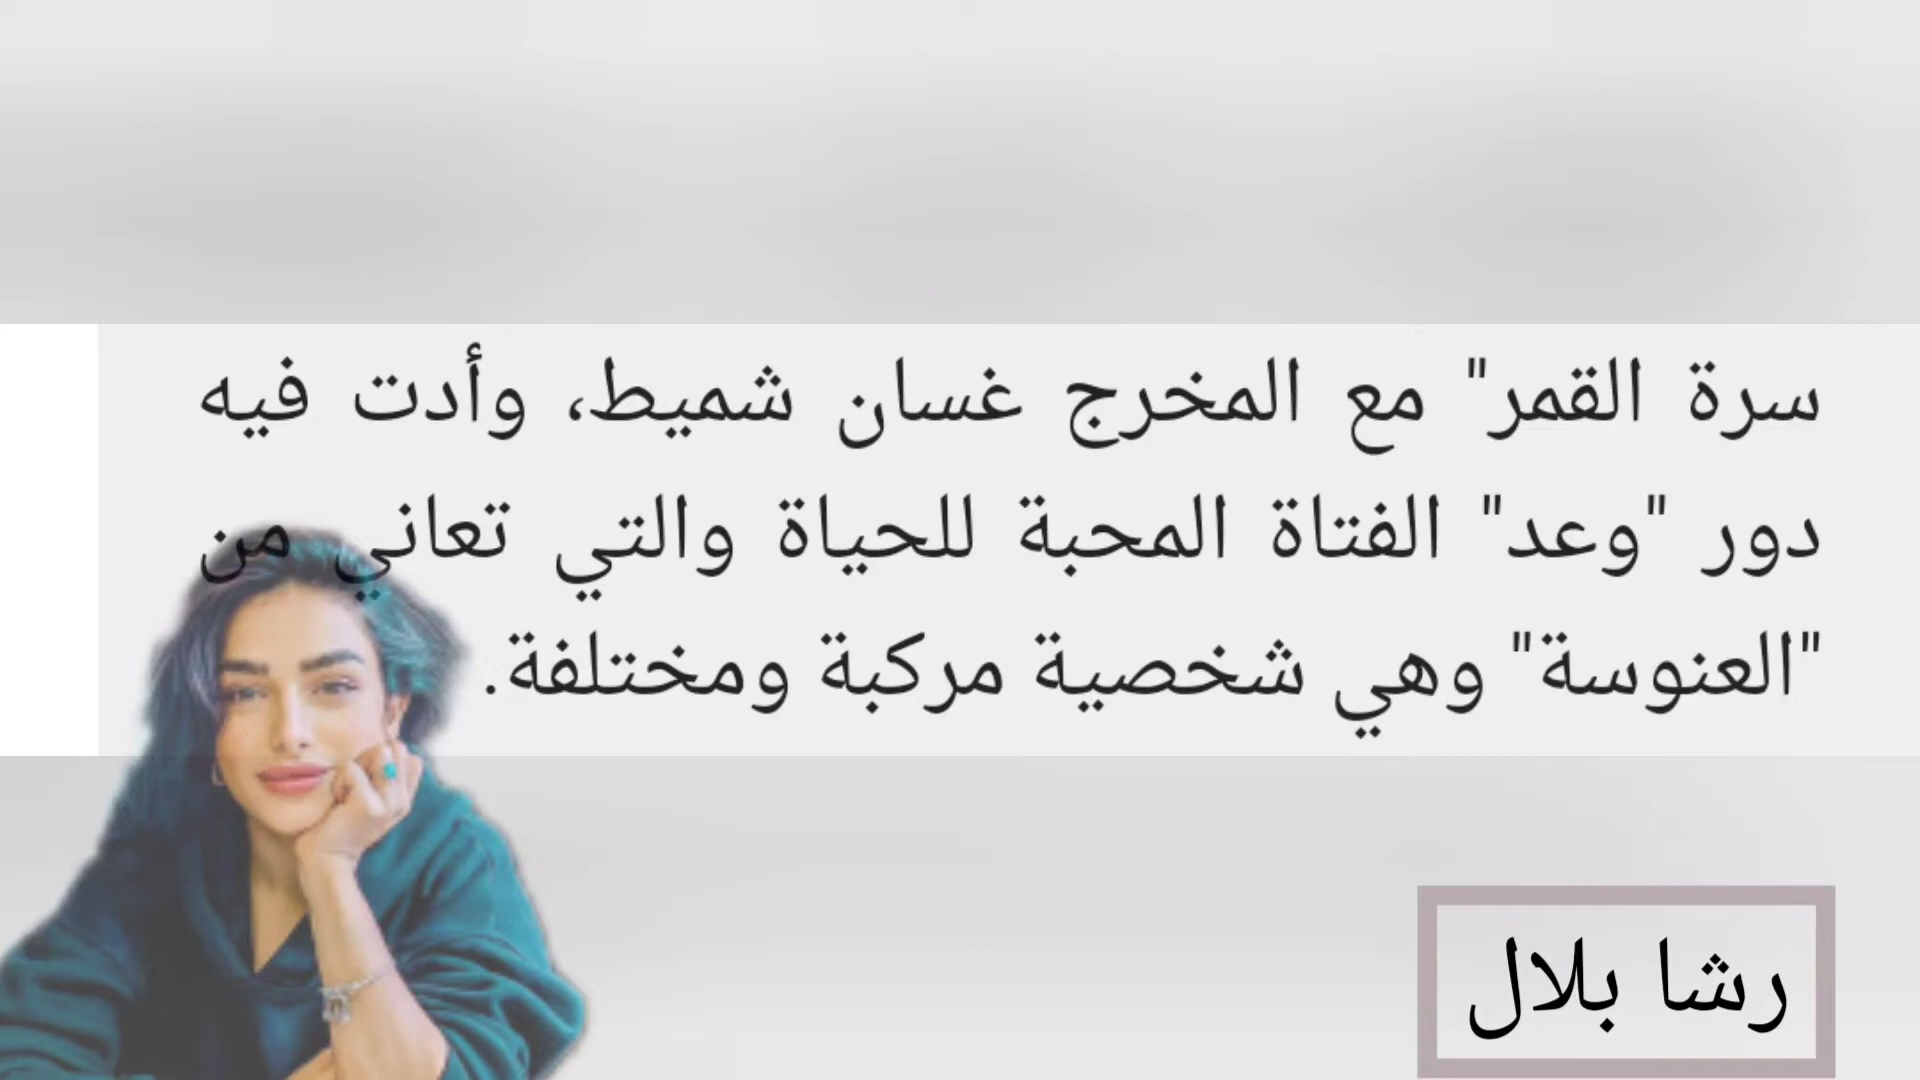 سرة القمر" مع المخرج غسان شميط، وأدت فيه
دور "وعد" الفتاة المحبة للحياة والتي تعاني من
"العنوسة" وهي شخصية مركبة ومختلفة.
رشا بلال